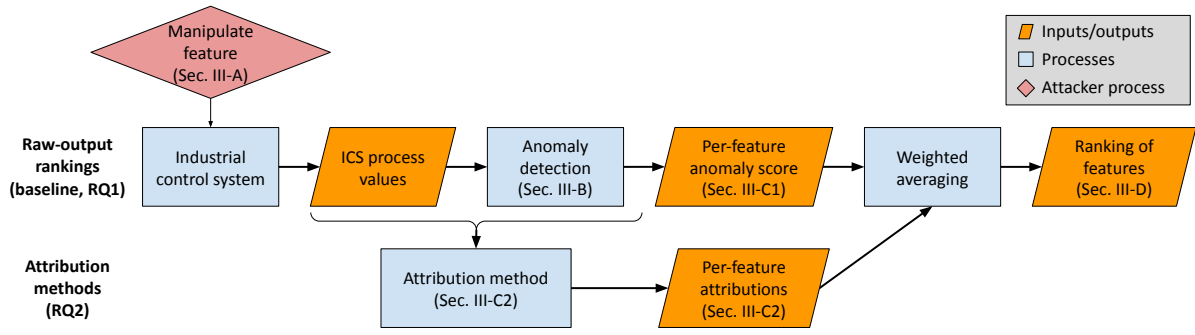 Manipulate
feature
(Sec. III-A)
Inputs/outputs
Processes
Attacker process
Raw-output
rankings
(baseline, RQ1)
Industrial
control system
ICS process
values
Anomaly
detection
(Sec. III-B)
Per-feature
anomaly score
(Sec. III-C1)
Weighted
averaging
Ranking of
features
(Sec. III-D)
Attribution
methods
(RQ2)
Attribution method
(Sec. III-C2)
Per-feature
attributions
(Sec. III-C2)